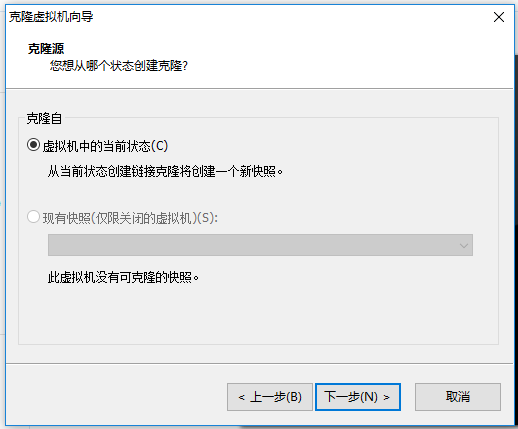 克隆虚拟机向导
克隆源
您想从哪个状态创建克隆?
克隆自
虚拟机中的当前状态(C)
从当前状态创建链接克隆将创建一个新快照。
现有快照(仅限关闭的虚拟机)(S):
此虚拟机没有可克隆的快照。
< 上一步(B)
下一步(N) >
取消